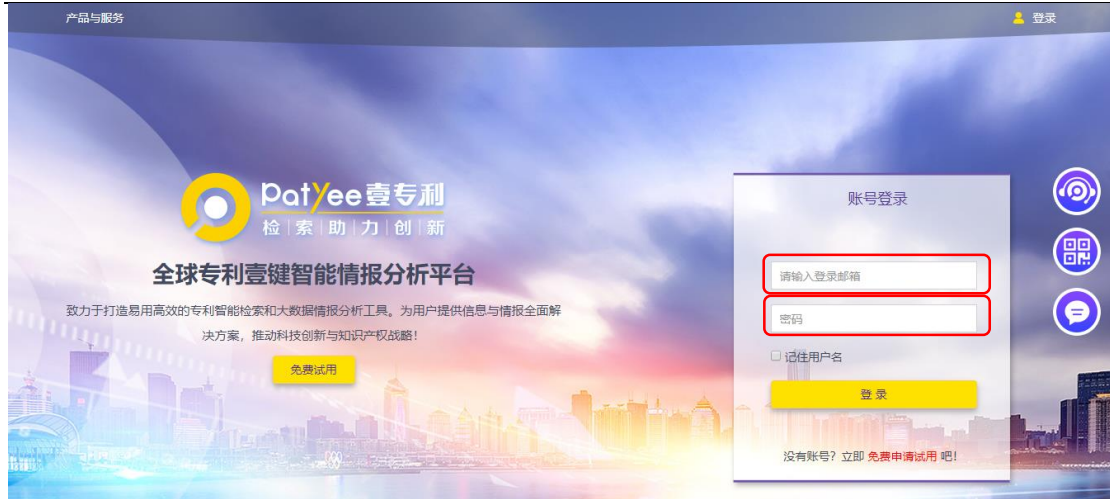 产品与服务
登录
Patyee壹专利
检索助力创新
全球专利壹键智能情报分析平台
致力于打造易用高效的专利智能检索和大数据情报分析工具。为用户提供信息与情报全面解
决方案，推动科技创新与知识产权战略！
免费试用
账号登录
请输入登录邮箱
密码
记住用户名
登 录
没有账号？立即 免费申请试用 吧！